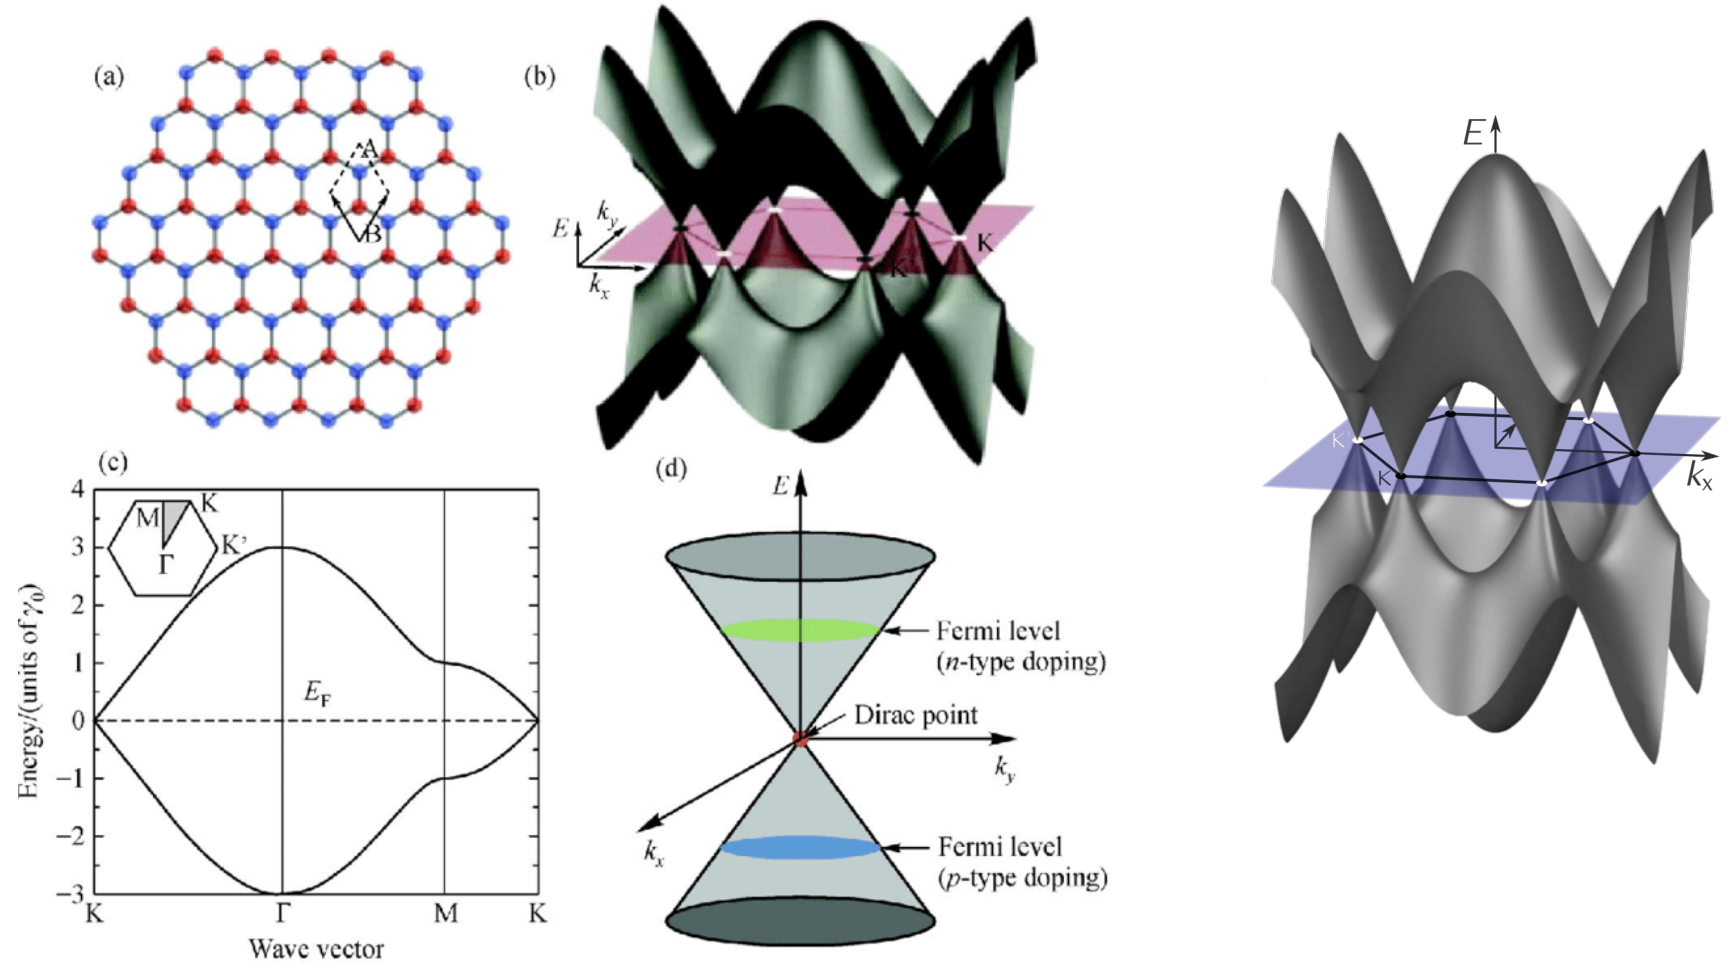 (a)
A
B
(b)
E
k_y
k_x
K
K'
(c)
4
3
2
1
0
−1
−2
−3
Energy/(units of γ0)
M
K
K’
Γ
E_F
K
Γ
M
K
Wave vector
(d)
E
Fermi level
(n-type doping)
Dirac point
k_y
k_x
Fermi level
(p-type doping)
E
K'
K
k_x